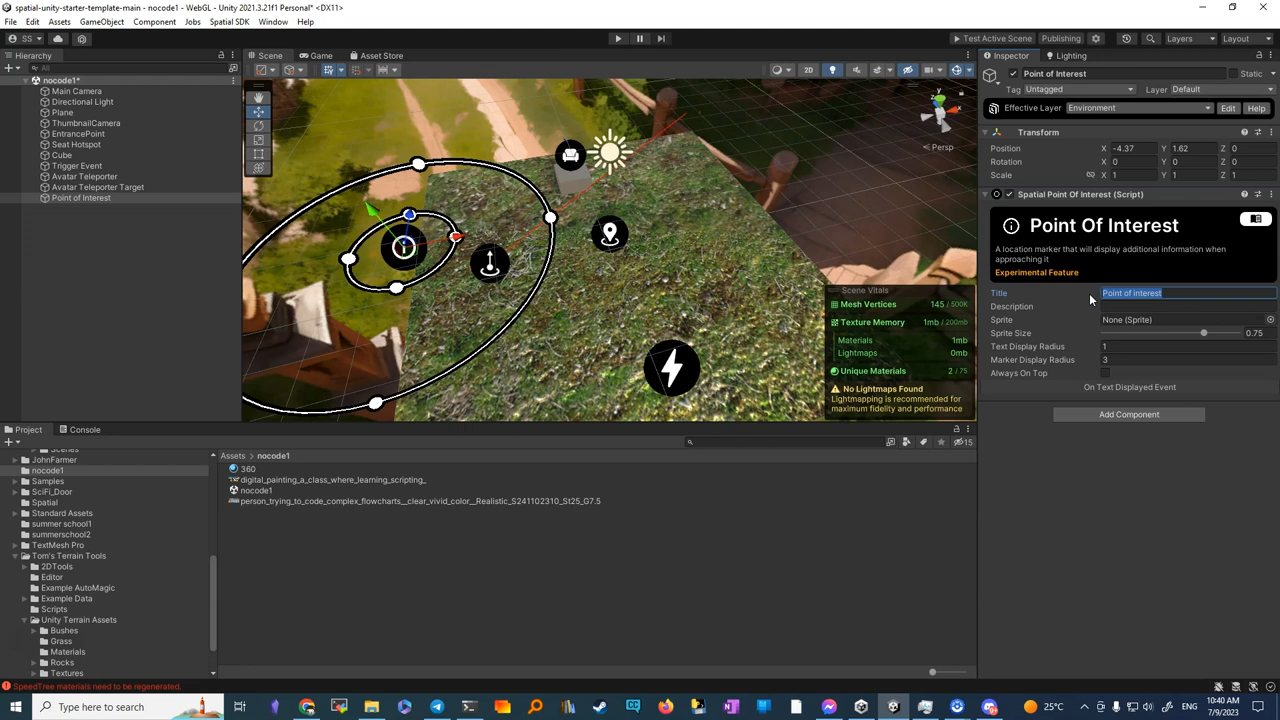 spatial-unity-starter-template-main - nocode1 - WebGL - Unity 2021.3.21f1 Personal* <DX11>
File Edit Assets GameObject Component Jobs Spatial SDK Window Help
SS Test Active Scene Publishing Layers Layout
Hierarchy Scene Game Asset Store Inspector Lighting
All
2D
nocode1*
Main Camera
Directional Light
Plane
ThumbnailCamera
EntrancePoint
Seat Hotspot
Cube
Trigger Event
Avatar Teleporter
Avatar Teleporter Target
Point of Interest
y
x
z
Persp
Scene Vitals
Mesh Vertices 145 / 500K
Texture Memory 1mb / 200mb
Materials 1mb
Lightmaps 0mb
Unique Materials 2 / 75
No Lightmaps Found
Lightmapping is recommended for
maximum fidelity and performance
Point of Interest Static
Tag Untagged Layer Default
Effective Layer Environment Edit Help
Transform
Position X -4.37 Y 1.62 Z 0
Rotation X 0 Y 0 Z 0
Scale X 1 Y 1 Z 1
Spatial Point Of Interest (Script)
Point Of Interest
A location marker that will display additional information when
approaching it
Experimental Feature
Title Point of interest
Description
Sprite None (Sprite)
Sprite Size 0.75
Text Display Radius 1
Marker Display Radius 3
Always On Top
On Text Displayed Event
Add Component
Project Console
15
Scenes
JohnFarmer
nocode1
Samples
SciFi_Door
Spatial
Standard Assets
summer school1
summerschool2
TextMesh Pro
Tom's Terrain Tools
2DTools
Editor
Example AutoMagic
Example Data
Scripts
Unity Terrain Assets
Bushes
Grass
Materials
Rocks
Textures
Assets > nocode1
360
digital_painting_a_class_where_learning_scripting_
nocode1
person_trying_to_code_complex_flowcharts__clear_vivid_color__Realistic_S241102310_St25_G7.5
SpeedTree materials need to be regenerated.
Type here to search
25°C
ENG
10:40 AM
7/9/2023